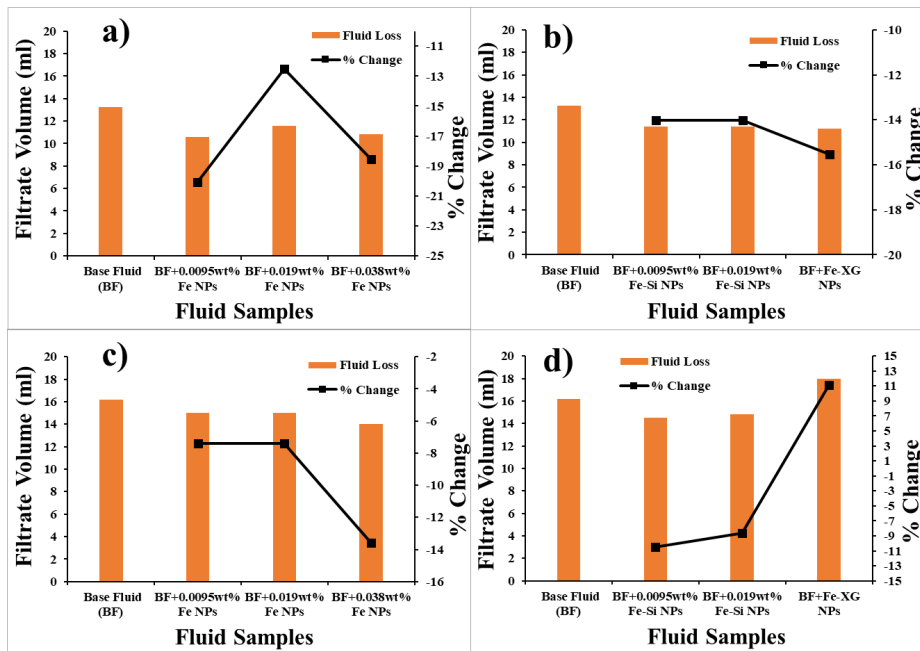 a)
Fluid Loss
% Change
Filtrate Volume (ml)
20
18
16
14
12
10
8
6
4
2
0
-11
-13
-15
-17
-19
-21
-23
-25
% Change
Base Fluid (BF)
BF+0.0095wt% Fe NPs
BF+0.019wt% Fe NPs
BF+0.038wt% Fe NPs
Fluid Samples
b)
Fluid Loss
% Change
Filtrate Volume (ml)
20
18
16
14
12
10
8
6
4
2
0
-10
-12
-14
-16
-18
-20
% Change
Base Fluid (BF)
BF+0.0095wt% Fe-Si NPs
BF+0.019wt% Fe-Si NPs
BF+Fe-XG NPs
Fluid Samples
c)
Fluid Loss
% Change
Filtrate Volume (ml)
20
18
16
14
12
10
8
6
4
2
0
-2
-4
-6
-8
-10
-12
-14
-16
% Change
Base Fluid (BF)
BF+0.0095wt% Fe NPs
BF+0.019wt% Fe NPs
BF+0.038wt% Fe NPs
Fluid Samples
d)
Fluid Loss
% Change
Filtrate Volume (ml)
20
18
16
14
12
10
8
6
4
2
0
15
13
11
9
7
5
3
1
-1
-3
-5
-7
-9
-11
-13
-15
% Change
Base Fluid (BF)
BF+0.0095wt% Fe-Si NPs
BF+0.019wt% Fe-Si NPs
BF+Fe-XG NPs
Fluid Samples